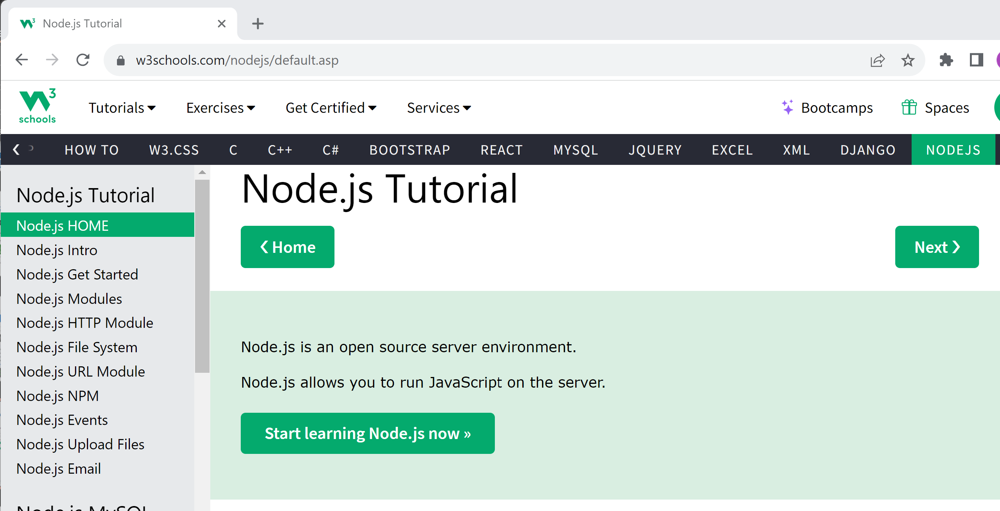 Node.js Tutorial
w3schools.com/nodejs/default.asp
W3 schools
Tutorials Exercises Get Certified Services Bootcamps Spaces
HOW TO W3.CSS C C++ C# BOOTSTRAP REACT MYSQL JQUERY EXCEL XML DJANGO NODEJS
Node.js Tutorial
Node.js HOME
Node.js Intro
Node.js Get Started
Node.js Modules
Node.js HTTP Module
Node.js File System
Node.js URL Module
Node.js NPM
Node.js Events
Node.js Upload Files
Node.js Email
Node.js MySQL
Node.js Tutorial
❮ Home
Next ❯
Node.js is an open source server environment.
Node.js allows you to run JavaScript on the server.
Start learning Node.js now »